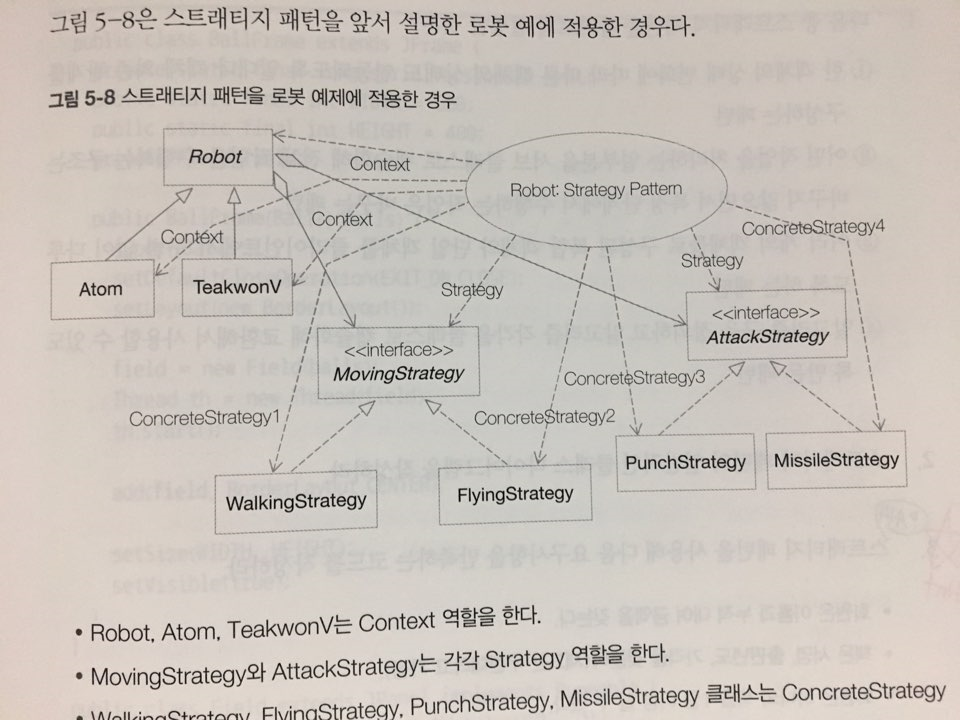 그림 5-8은 스트래티지 패턴을 앞서 설명한 로봇 예에 적용한 경우다.
그림 5-8 스트래티지 패턴을 로봇 예제에 적용한 경우
Robot
Context
Robot: Strategy Pattern
Context
Context
ConcreteStrategy4
Atom
TeakwonV
Strategy
Strategy
<<interface>>
AttackStrategy
<<interface>>
MovingStrategy
ConcreteStrategy3
ConcreteStrategy1
ConcreteStrategy2
PunchStrategy
MissileStrategy
WalkingStrategy
FlyingStrategy
• Robot, Atom, TeakwonV는 Context 역할을 한다.
• MovingStrategy와 AttackStrategy는 각각 Strategy 역할을 한다.
• WalkingStrategy, FlyingStrategy, PunchStrategy, MissileStrategy 클래스는 ConcreteStrategy